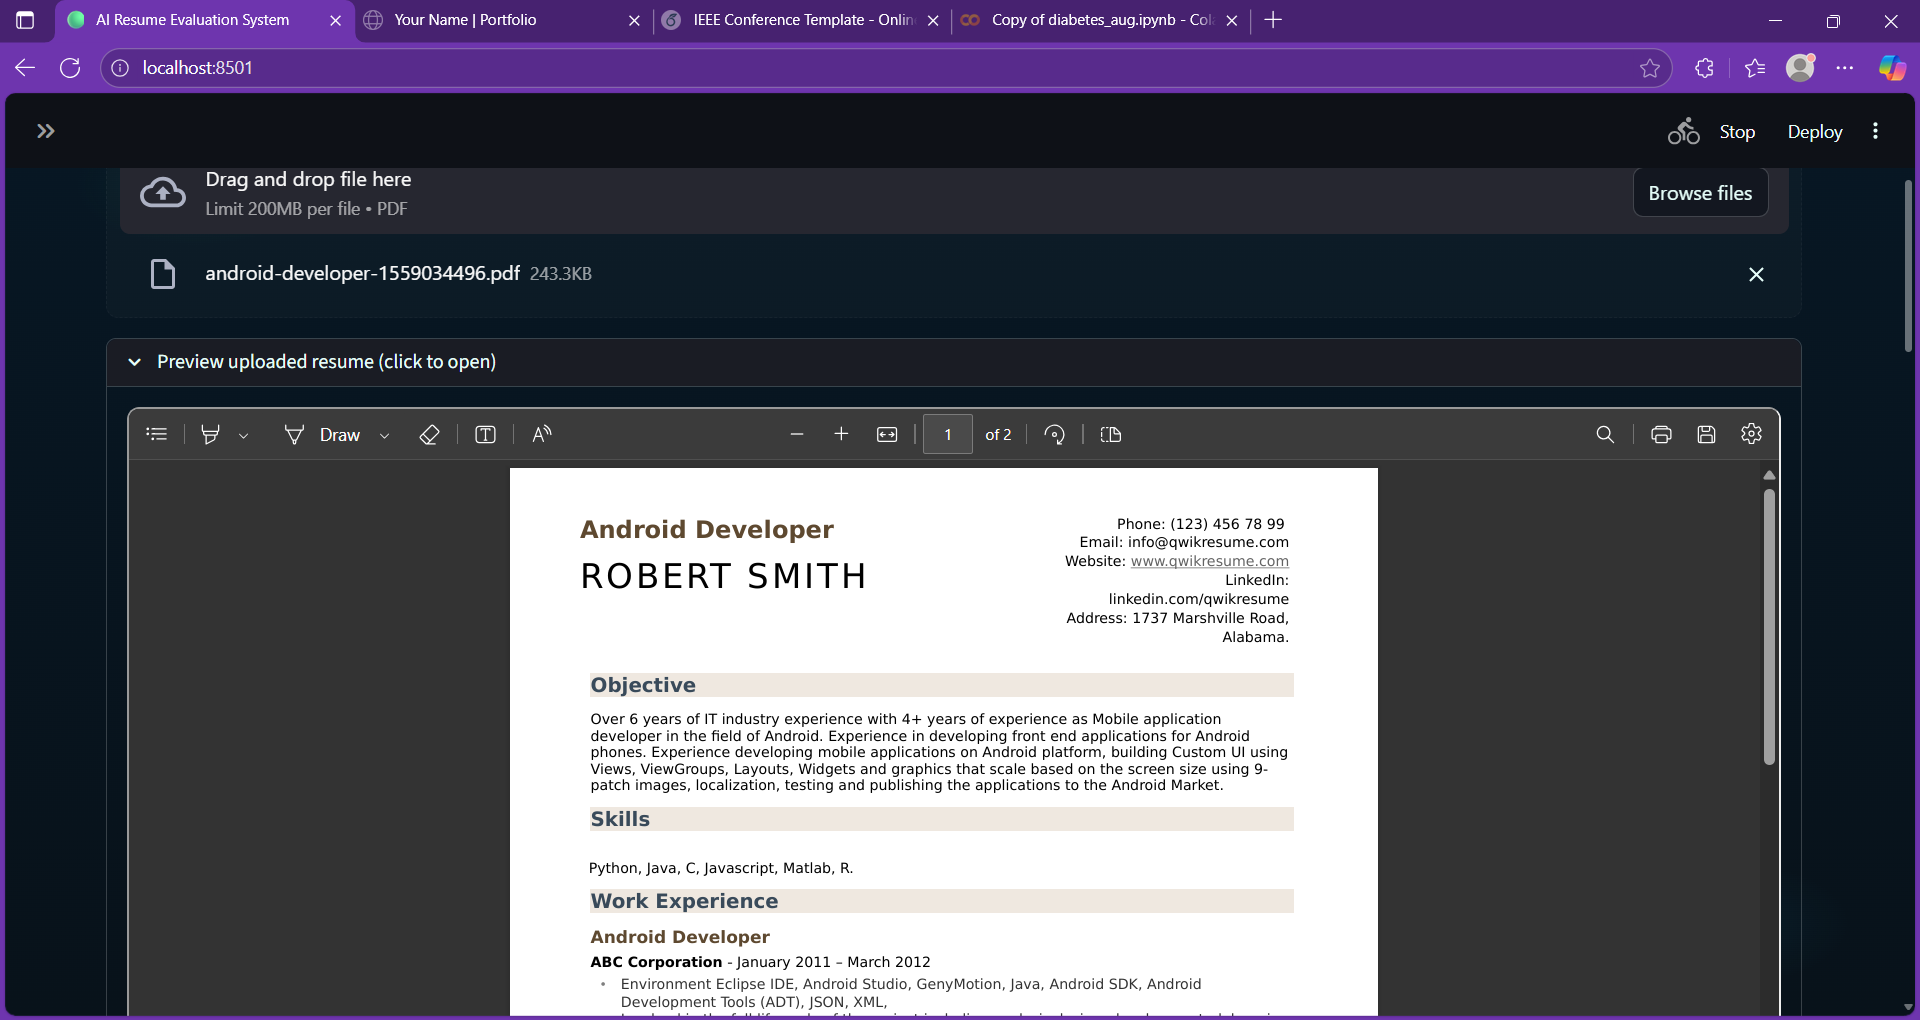 AI Resume Evaluation System
Your Name | Portfolio
IEEE Conference Template - Onlin
Copy of diabetes_aug.ipynb - Col
localhost:8501
Stop
Deploy
Drag and drop file here
Limit 200MB per file • PDF
Browse files
android-developer-1559034496.pdf 243.3KB
Preview uploaded resume (click to open)
Draw
1 of 2
Android Developer
ROBERT SMITH
Phone: (123) 456 78 99
Email: info@qwikresume.com
Website: www.qwikresume.com
LinkedIn:
linkedin.com/qwikresume
Address: 1737 Marshville Road,
Alabama.
Objective
Over 6 years of IT industry experience with 4+ years of experience as Mobile application
developer in the field of Android. Experience in developing front end applications for Android
phones. Experience developing mobile applications on Android platform, building Custom UI using
Views, ViewGroups, Layouts, Widgets and graphics that scale based on the screen size using 9-
patch images, localization, testing and publishing the applications to the Android Market.
Skills
Python, Java, C, Javascript, Matlab, R.
Work Experience
Android Developer
ABC Corporation - January 2011 – March 2012
• Environment Eclipse IDE, Android Studio, GenyMotion, Java, Android SDK, Android
Development Tools (ADT), JSON, XML,